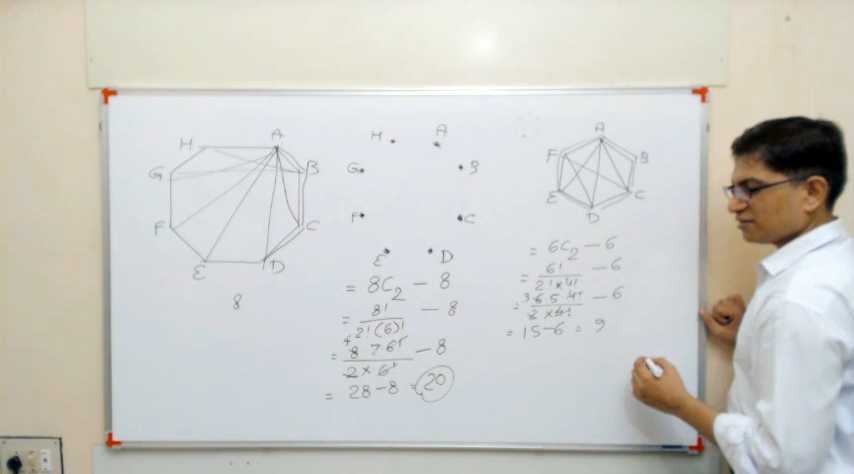 H A
G B
F C
E D
8
H A
G B
F C
E D
= 8C2 - 8
= 8! / 2!(6)! - 8
= 4 8.7.6! / 2×6! - 8
= 28-8 = 20
A
F B
E C
D
= 6C2 - 6
= 6! / 2!×4! - 6
= 3 6.5.4! / 2×4! - 6
= 15-6 = 9